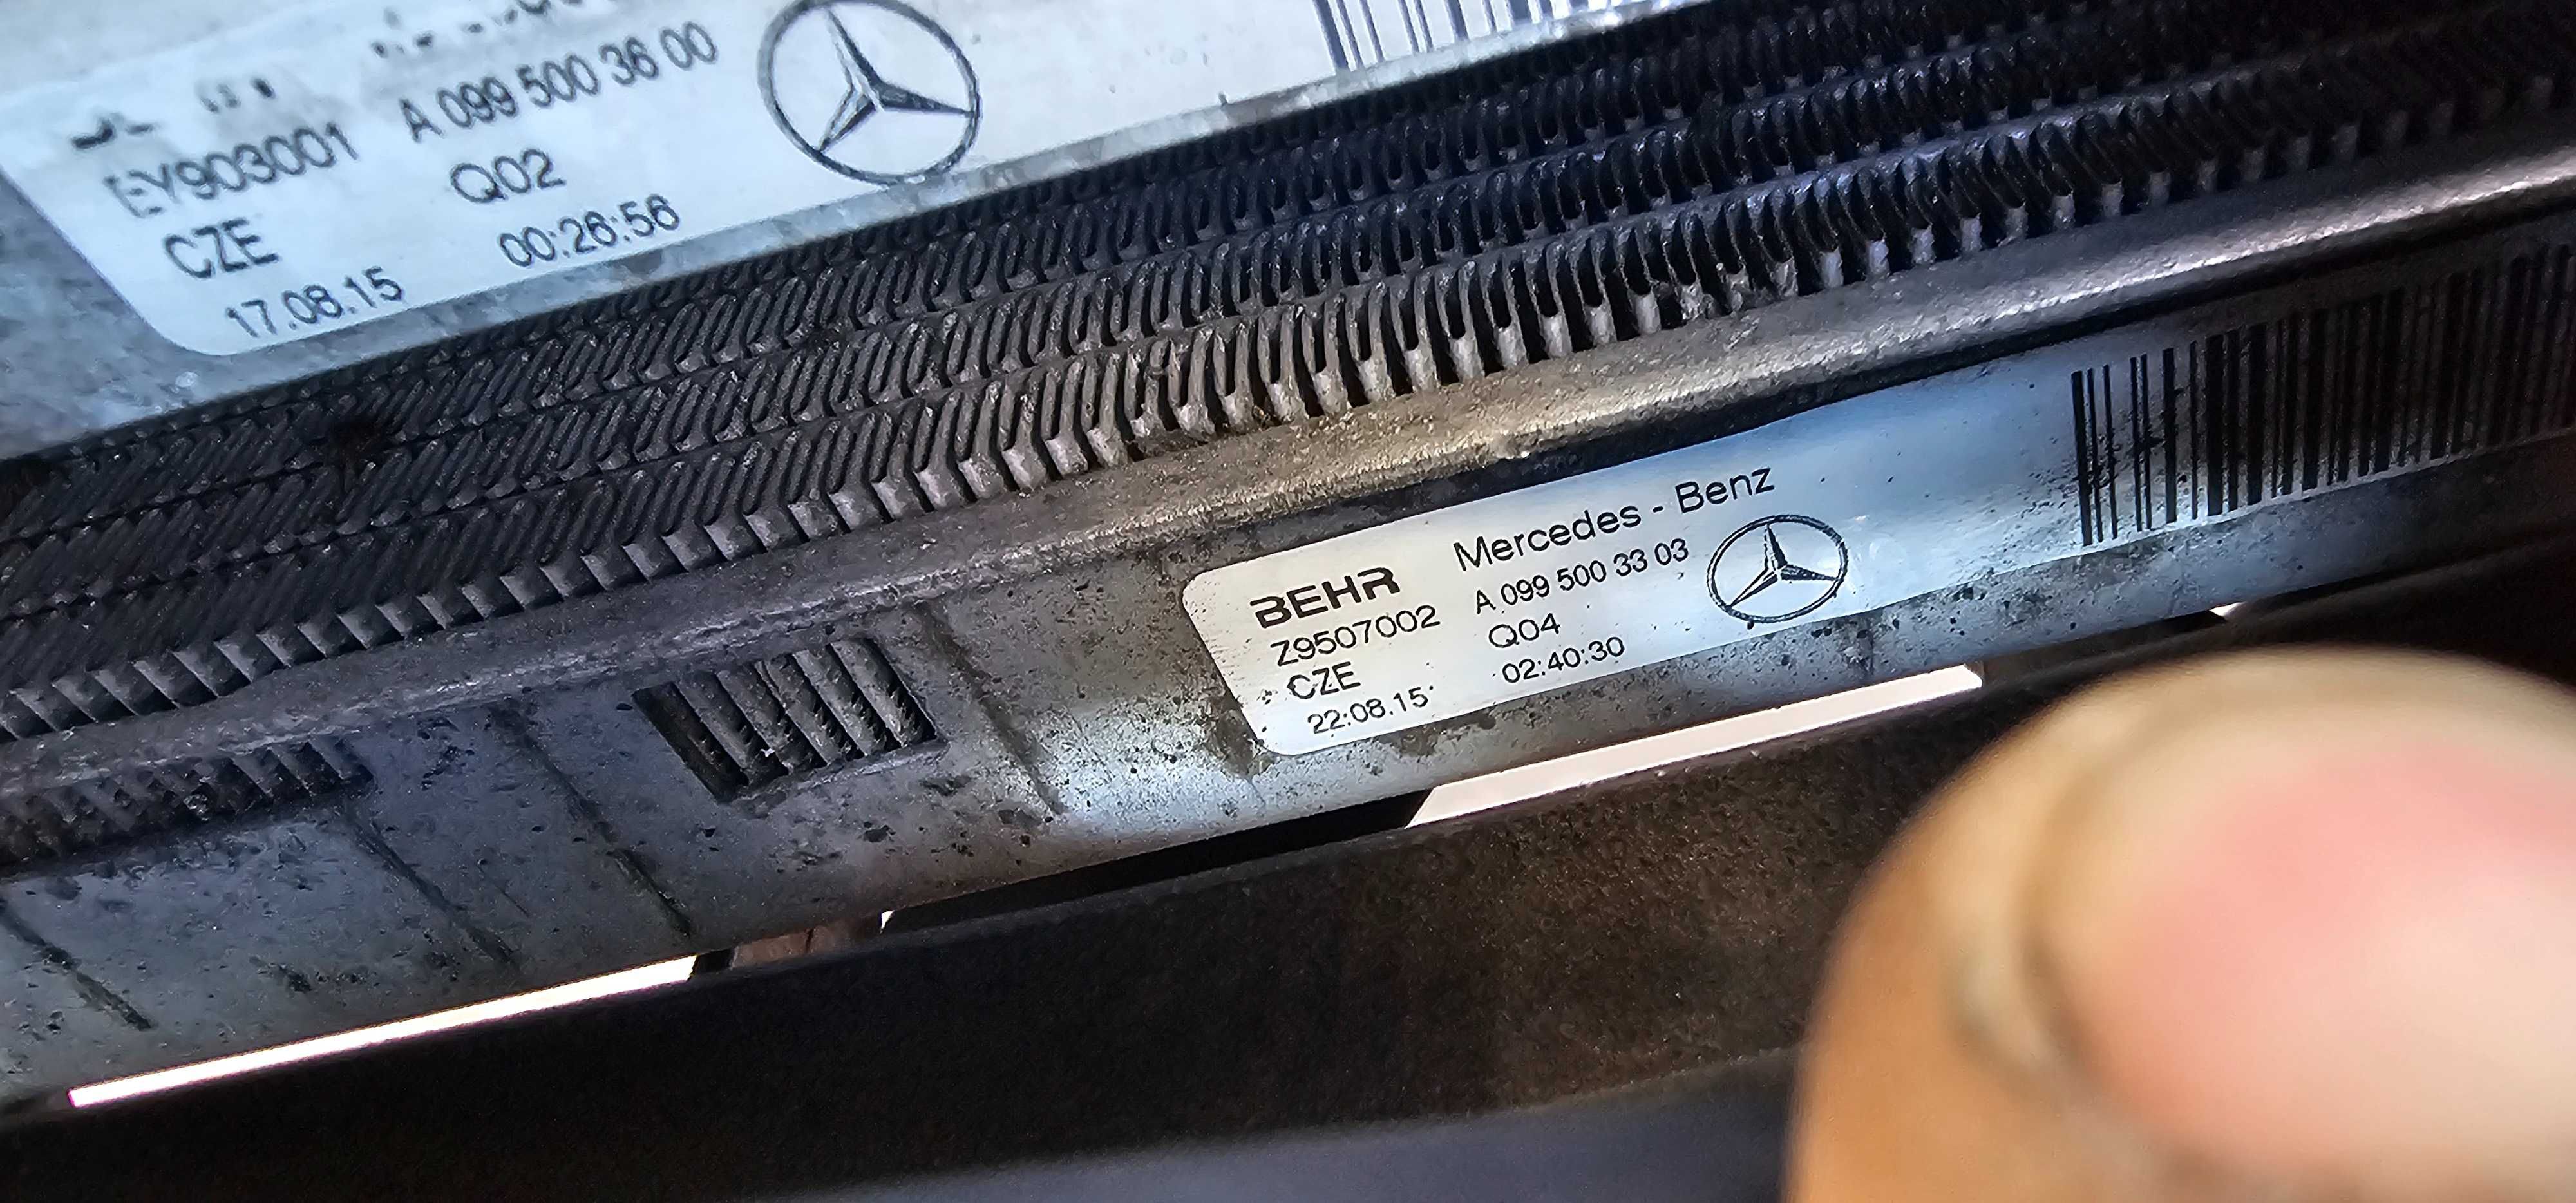 EY903001 A 099 500 36 00
CZE Q02
17.08.15 00:26:56
BEHR Mercedes - Benz
Z9507002 A 099 500 33 03
CZE Q04
22:08.15 02:40:30